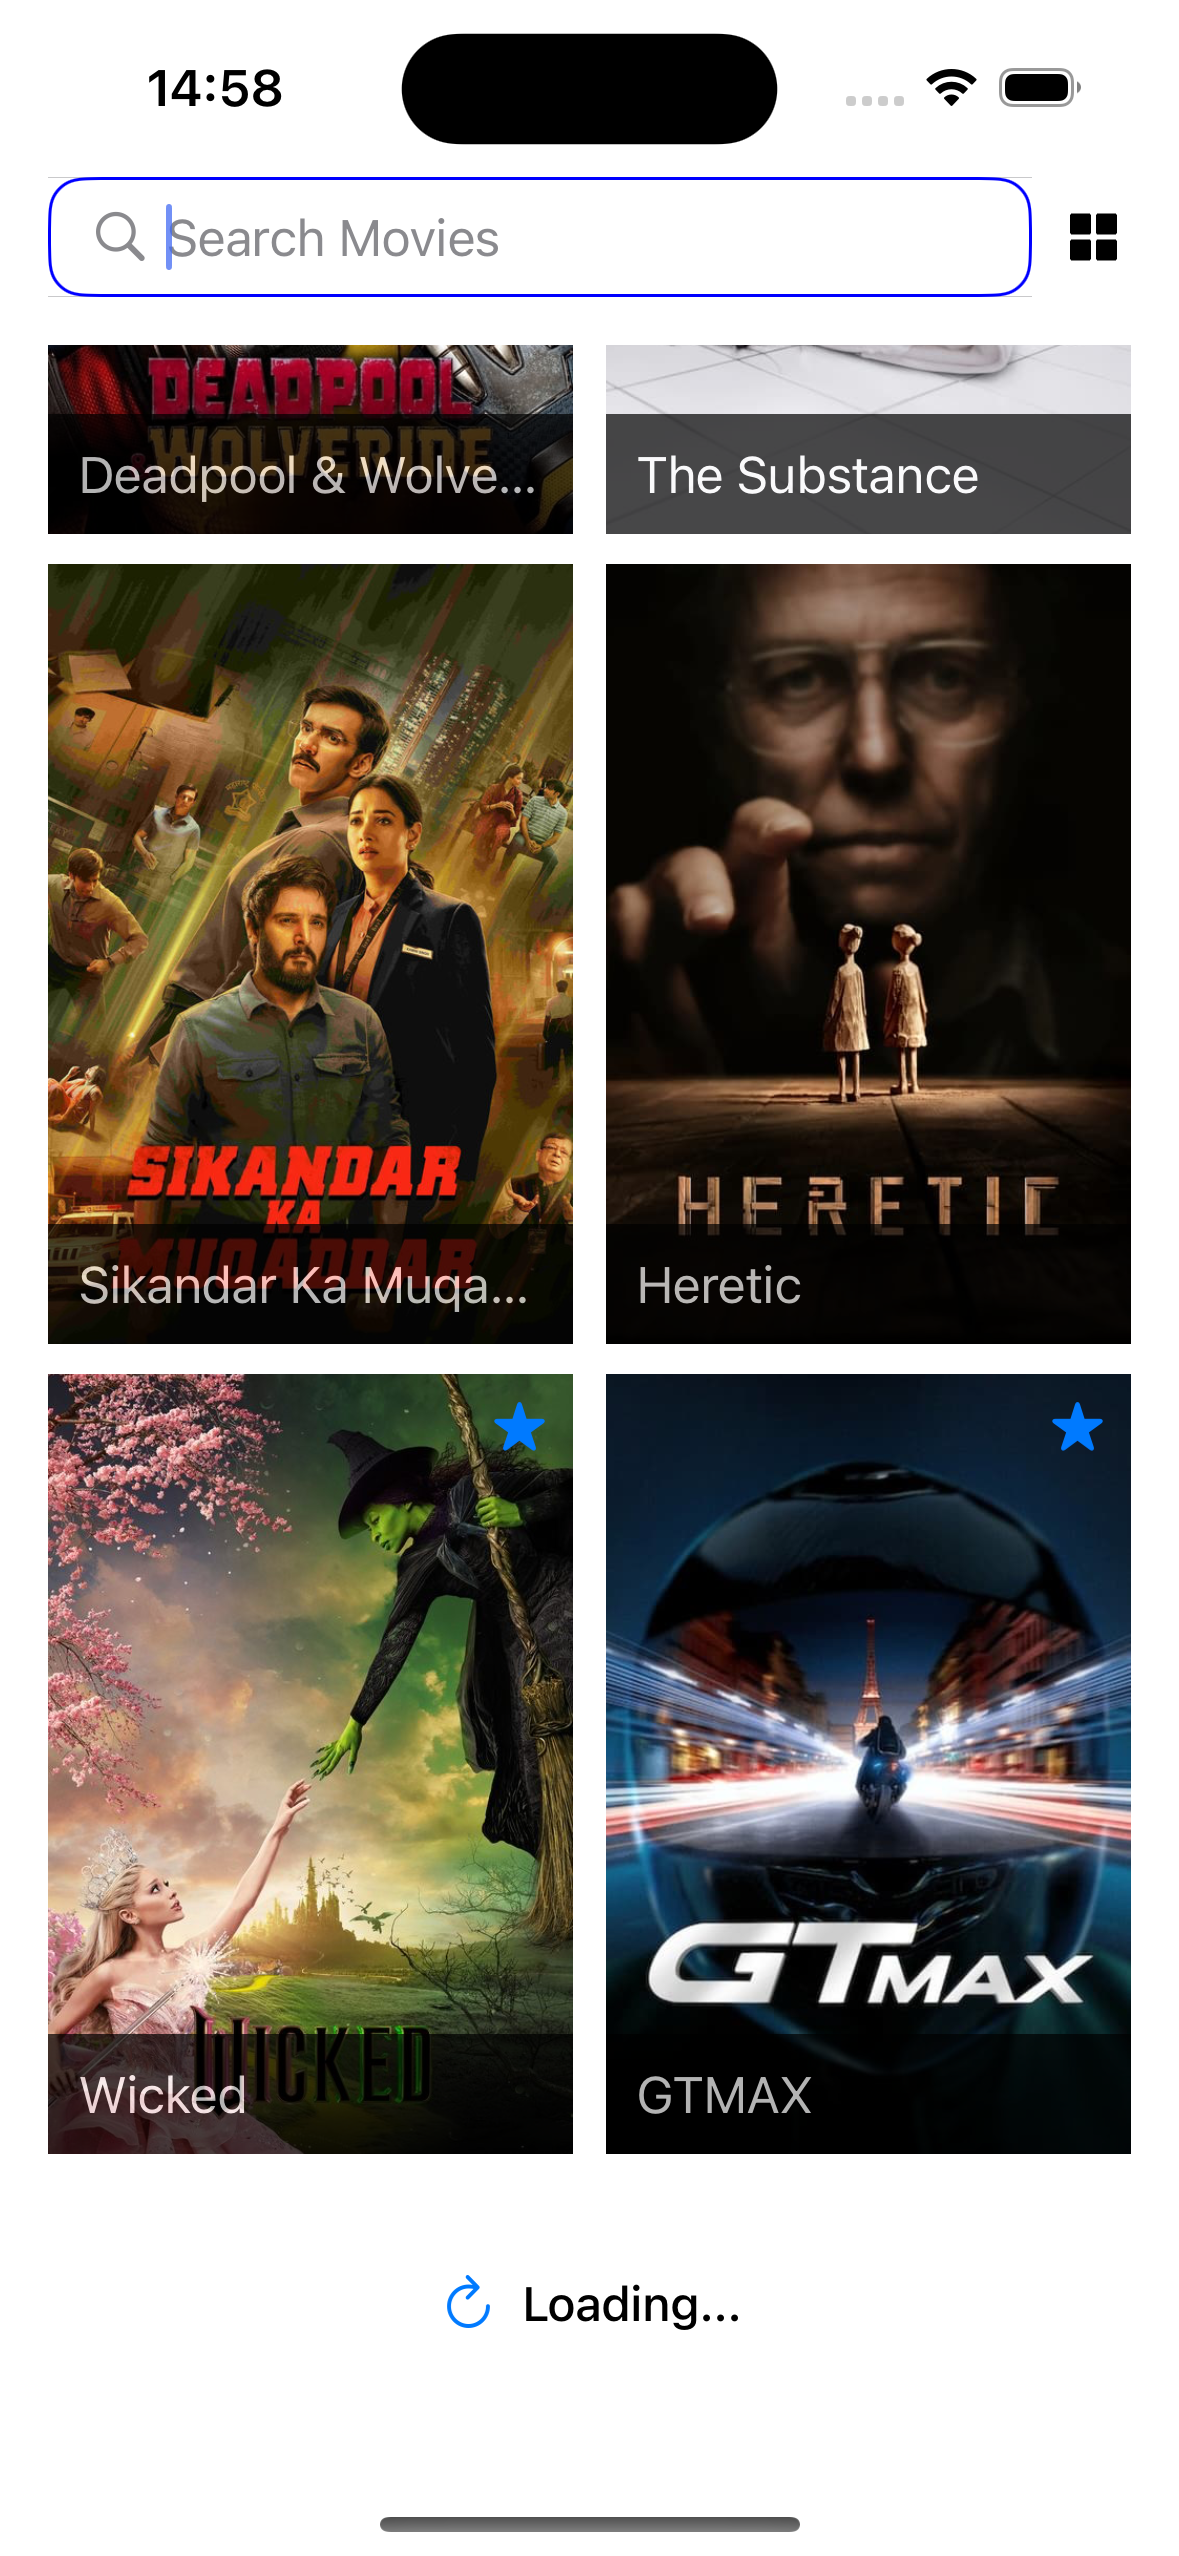 14:58
Search Movies
DEADPOOL
WOLVERINE
Deadpool & Wolve...
The Substance
SIKANDAR
KA
MUQADDAR
Sikandar Ka Muqa...
HERETIC
Heretic
WICKED
Wicked
GTMAX
GTMAX
Loading...